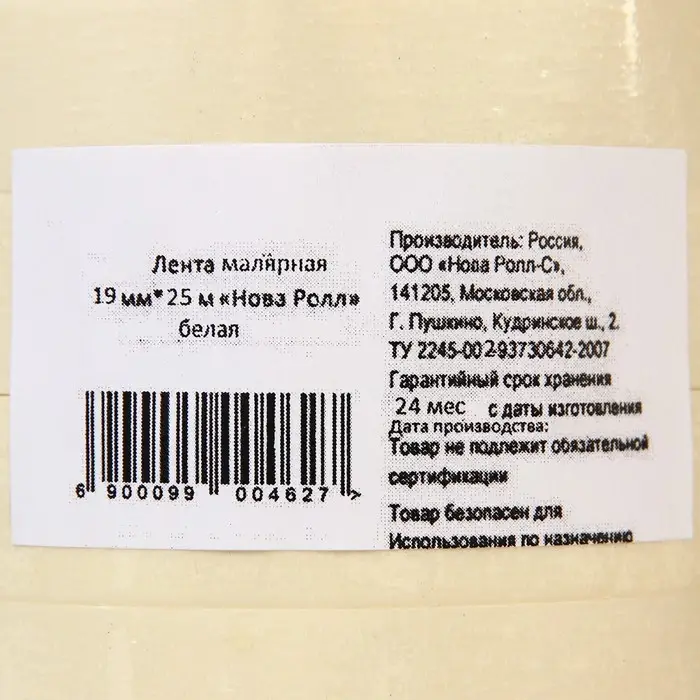 Лента малярная
19 мм*25 м «Нова Ролл»
белая
6 900099 004627 >
Производитель: Россия,
ООО «Нова Ролл-С»,
141205, Московская обл.,
Г. Пушкино, Кудринское ш., 2.
ТУ 2245-002-93730642-2007
Гарантийный срок хранения
24 мес с даты изготовления
Дата производства:
Товар не подлежит обязательной
сертификации
Товар безопасен для
Использования по назначению